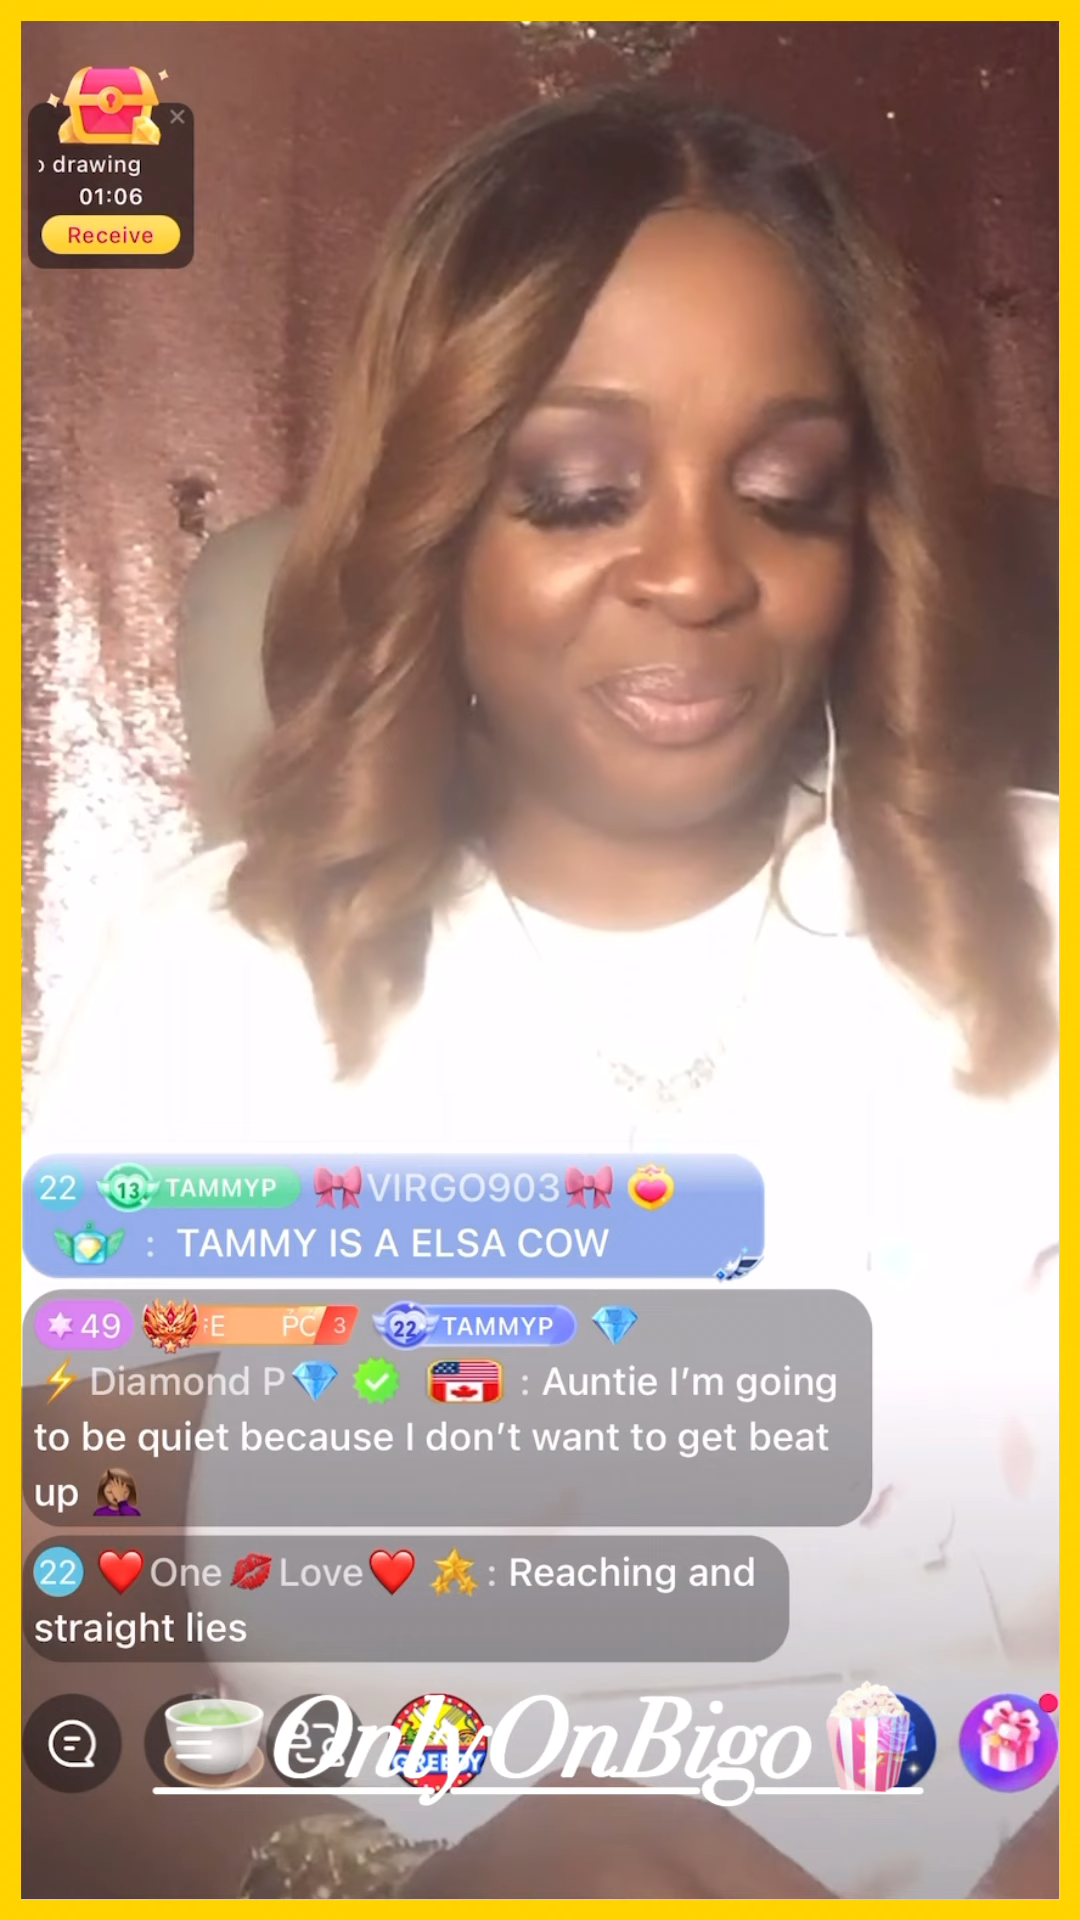 drawing
01:06
Receive
22 13 TAMMYP 🎀VIRGO903🎀
: TAMMY IS A ELSA COW
49 3 22 TAMMYP 💎
⚡ Diamond P💎 : Auntie I’m going
to be quiet because I don’t want to get beat
up 🤦🏽‍♀️
22 ❤️One💋Love❤️ : Reaching and
straight lies
🍵 OnlyOnBigo 🍿
GREEDY